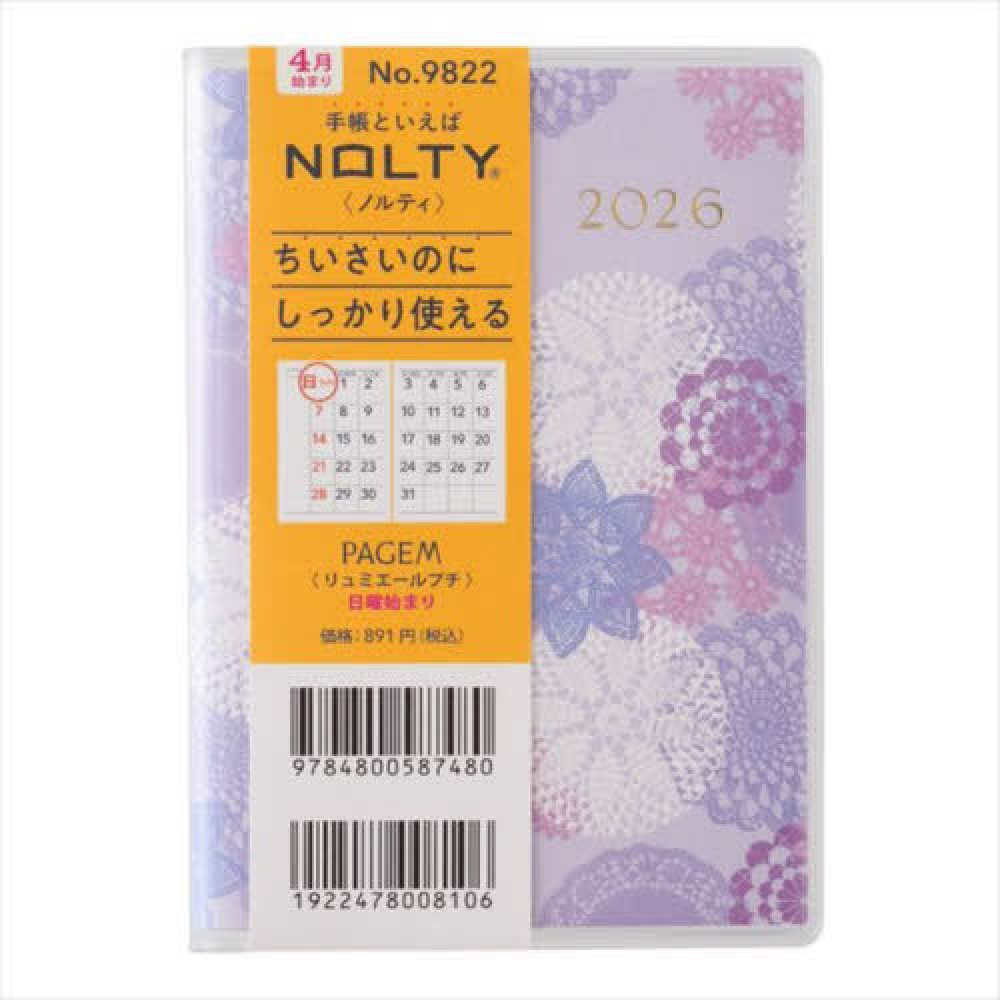 4月
始まり
No.9822
手帳といえば
NOLTY®
〈ノルティ〉
ちいさいのに
しっかり使える
日 1 2 3 4 5 6
7 8 9 10 11 12 13
14 15 16 17 18 19 20
21 22 23 24 25 26 27
28 29 30 31
PAGEM
〈リュミエールプチ〉
日曜始まり
価格:891円(税込)
9784800587480
1922478008106
2026